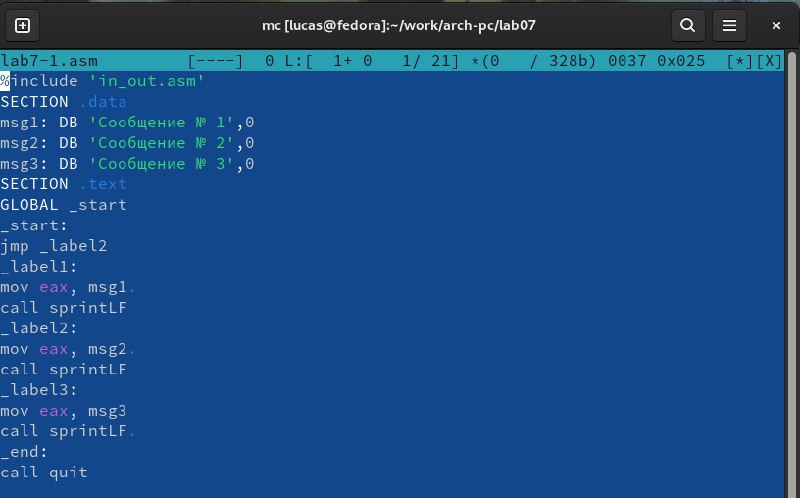 mc [lucas@fedora]:~/work/arch-pc/lab07
lab7-1.asm [----] 0 L:[ 1+ 0 1/ 21] *(0 / 328b) 0037 0x025 [*][X]
%include 'in_out.asm'
SECTION .data
msg1: DB 'Сообщение № 1',0
msg2: DB 'Сообщение № 2',0
msg3: DB 'Сообщение № 3',0
SECTION .text
GLOBAL _start
_start:
jmp _label2
_label1:
mov eax, msg1.
call sprintLF
_label2:
mov eax, msg2.
call sprintLF
_label3:
mov eax, msg3
call sprintLF.
_end:
call quit